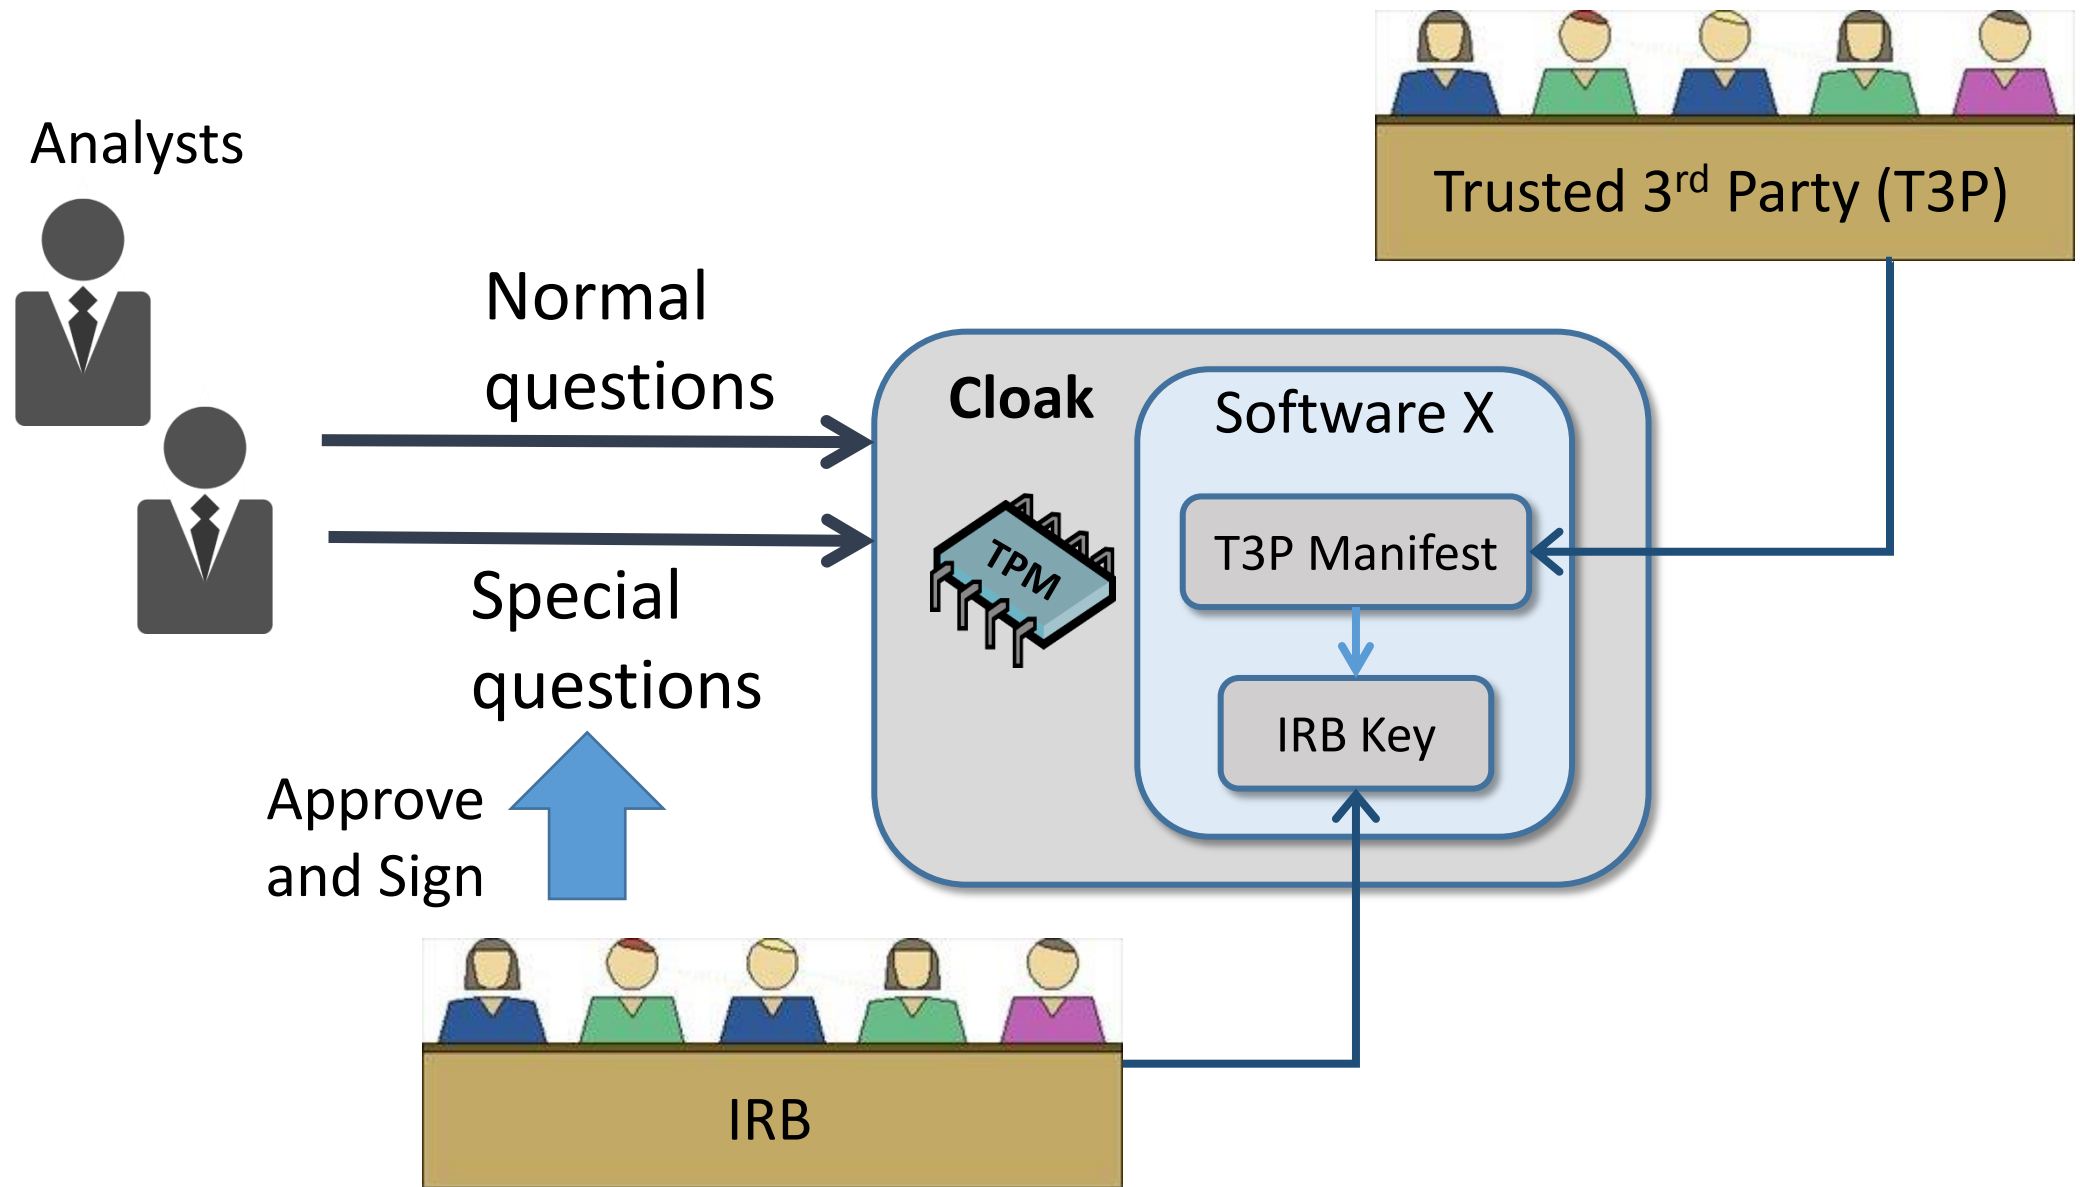 Analysts
Trusted 3rd Party (T3P)
Normal
questions
Cloak
Software X
TPM
T3P Manifest
Special
questions
IRB Key
Approve
and Sign
IRB